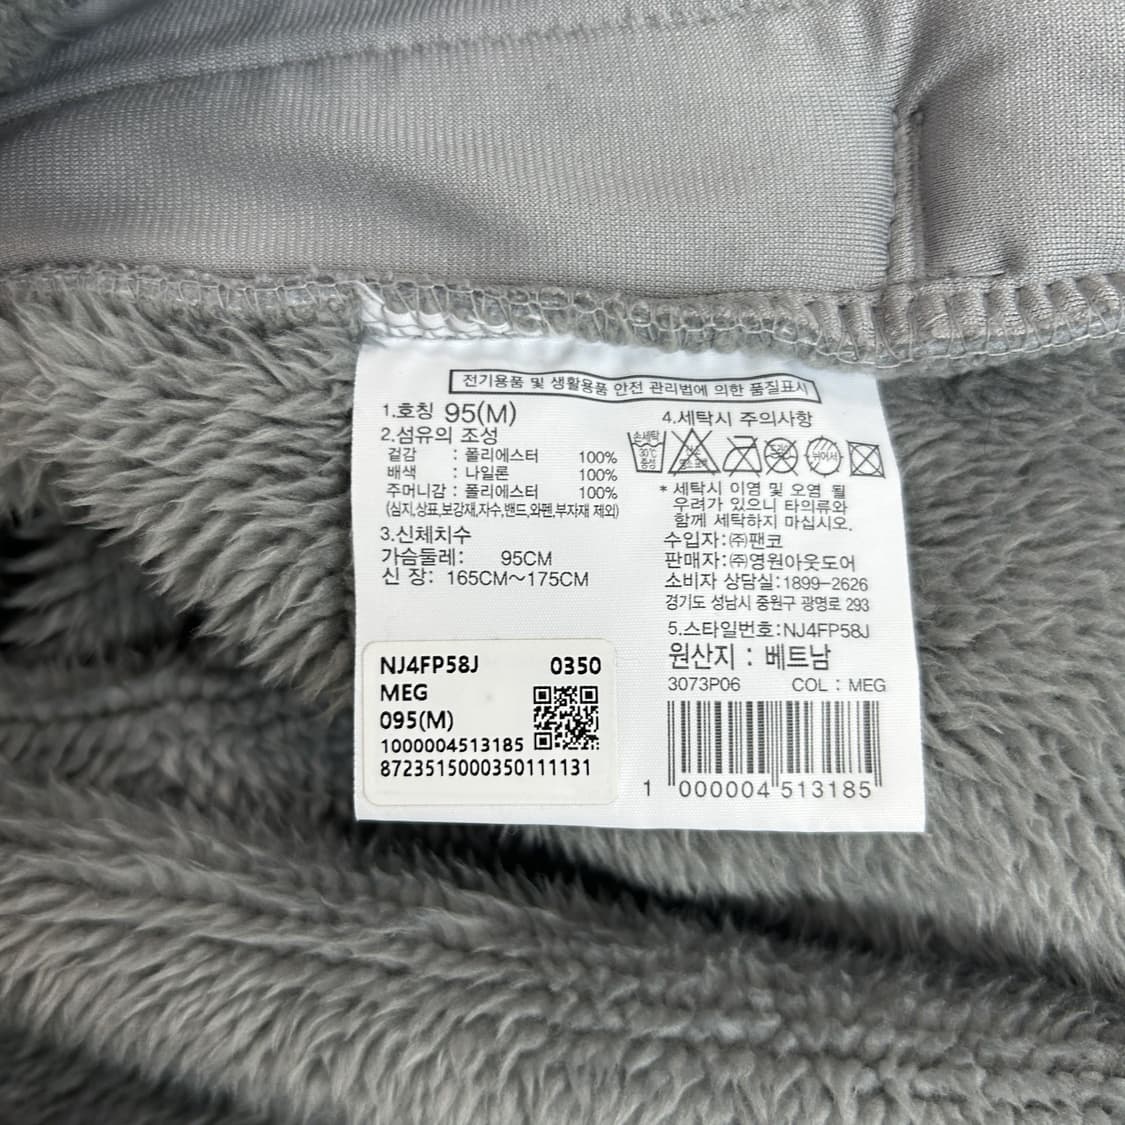 전기용품 및 생활용품 안전 관리법에 의한 품질표시
1.호칭 95(M)
2.섬유의 조성
겉감 : 폴리에스터 100%
배색 : 나일론 100%
주머니감 : 폴리에스터 100%
(심지,상표,보강재,자수,밴드,와펜,부자재 제외)
3.신체치수
가슴둘레: 95CM
신 장: 165CM~175CM
4.세탁시 주의사항
손세탁
30℃
중성
뉘어서
* 세탁시 이염 및 오염 될
우려가 있으니 타의류와
함께 세탁하지 마십시오.
수입자:㈜팬코
판매자:㈜영원아웃도어
소비자 상담실:1899-2626
경기도 성남시 중원구 광명로 293
5.스타일번호:NJ4FP58J
원산지 : 베트남
3073P06 COL : MEG
1 000004 513185
NJ4FP58J 0350
MEG
095(M)
1000004513185
8723515000350111131